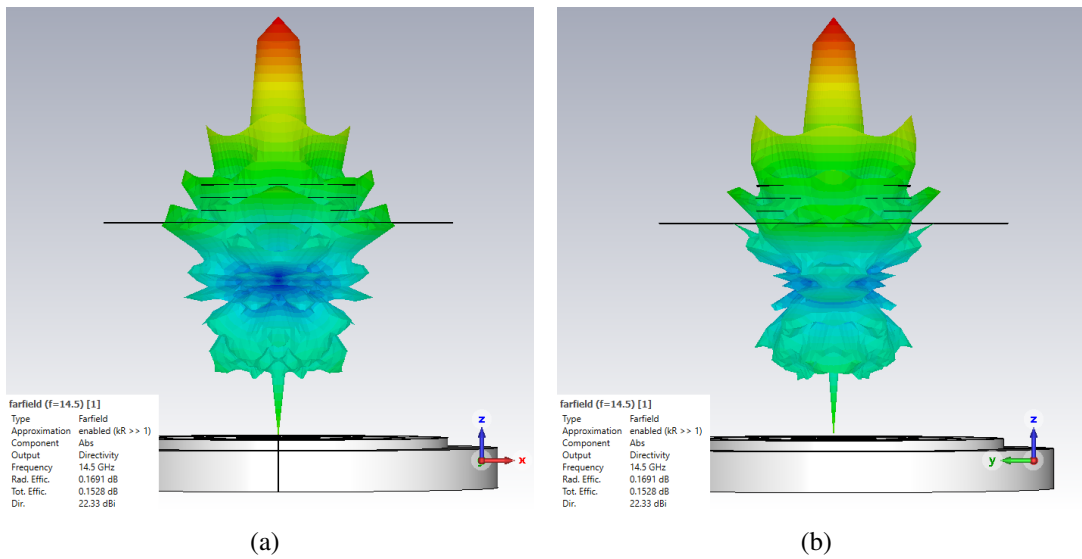 farfield (f=14.5) [1]
Type Farfield
Approximation enabled (kR >> 1)
Component Abs
Output Directivity
Frequency 14.5 GHz
Rad. Effic. 0.1691 dB
Tot. Effic. 0.1528 dB
Dir. 22.33 dBi
z
x
(a)
farfield (f=14.5) [1]
Type Farfield
Approximation enabled (kR >> 1)
Component Abs
Output Directivity
Frequency 14.5 GHz
Rad. Effic. 0.1691 dB
Tot. Effic. 0.1528 dB
Dir. 22.33 dBi
z
y
(b)